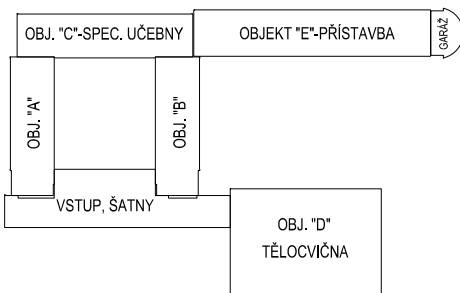 OBJ. "C"-SPEC. UČEBNY
OBJEKT "E"-PŘÍSTAVBA
GARÁŽ
OBJ. "A"
OBJ. "B"
VSTUP, ŠATNY
OBJ. "D"
TĚLOCVIČNA